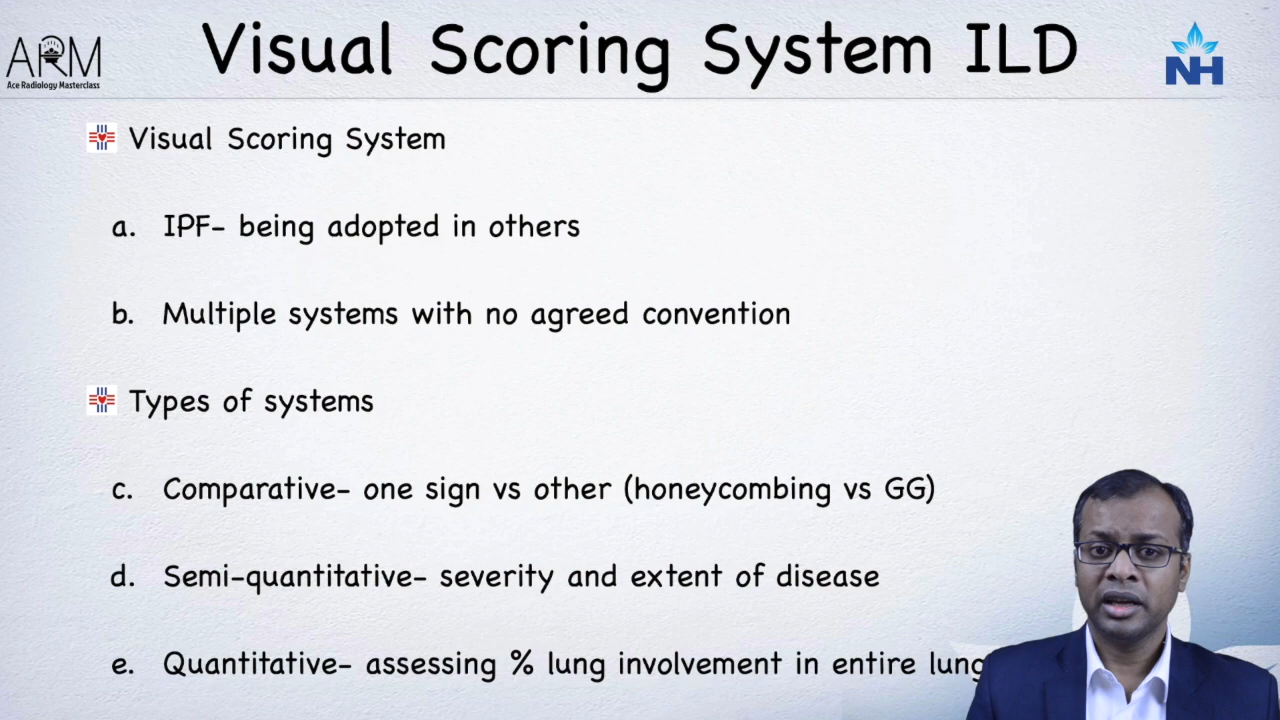 Visual Scoring System ILD
ARM
Ace Radiology Masterclass
NH
Visual Scoring System
a. IPF- being adopted in others
b. Multiple systems with no agreed convention
Types of systems
c. Comparative- one sign vs other (honeycombing vs GG)
d. Semi-quantitative- severity and extent of disease
e. Quantitative- assessing % lung involvement in entire lung